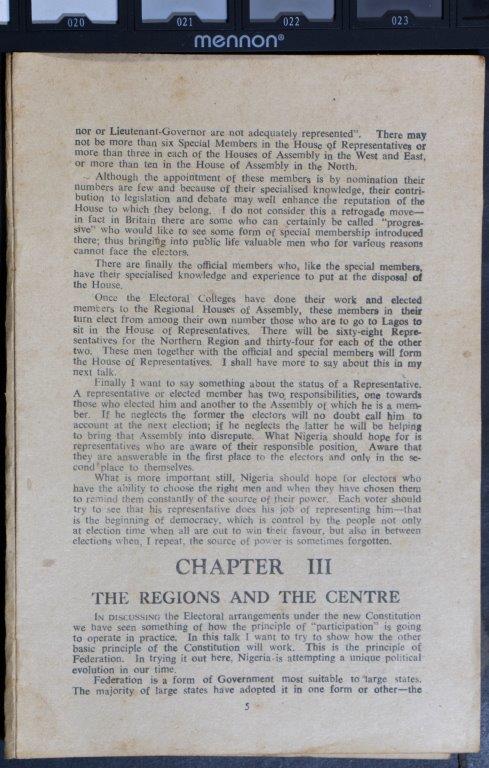 020 021 022 023
mennon®
nor or Lieutenant-Governor are not adequately represented". There may
not be more than six Special Members in the House of Representatives or
more than three in each of the Houses of Assembly in the West and East,
or more than ten in the House of Assembly in the North.
Although the appointment of these members is by nomination their
numbers are few and because of their specialised knowledge, their contri-
bution to legislation and debate may well enhance the reputation of the
House to which they belong. I do not consider this a retrogade move—
in fact in Britain there are some who can certainly be called "progres-
sive" who would like to see some form of special membership introduced
there; thus bringing into public life valuable men who for various reasons
cannot face the electors.
There are finally the official members who, like the special members,
have their specialised knowledge and experience to put at the disposal of
the House.
Once the Electoral Colleges have done their work and elected
members to the Regional Houses of Assembly, these members in their
turn elect from among their own number those who are to go to Lagos to
sit in the House of Representatives. There will be sixty-eight Repre-
sentatives for the Northern Region and thirty-four for each of the other
two. These men together with the official and special members will form
the House of Representatives. I shall have more to say about this in my
next talk.
Finally I want to say something about the status of a Representative.
A representative or elected member has two responsibilities, one towards
those who elected him and another to the Assembly of which he is a mem-
ber. If he neglects the former the electors will no doubt call him to
account at the next election; if he neglects the latter he will be helping
to bring that Assembly into disrepute. What Nigeria should hope for is
representatives who are aware of their responsible position, Aware that
they are answerable in the first place to the electors and only in the se-
cond place to themselves.
What is more important still, Nigeria should hope for electors who
have the ability to choose the right men and when they have chosen them
to remind them constantly of the source of their power. Each voter should
try to see that his representative does his job of representing him—that
is the beginning of democracy, which is control by the people not only
at election time when all are out to win their favour, but also in between
elections when, I repeat, the source of power is sometimes forgotten.
CHAPTER III
THE REGIONS AND THE CENTRE
IN DISCUSSING the Electoral arrangements under the new Constitution
we have seen something of how the principle of "participation" is going
to operate in practice. In this talk I want to try to show how the other
basic principle of the Constitution will work. This is the principle of
Federation. In trying it out here, Nigeria is attempting a unique political
evolution in our time.
Federation is a form of Government most suitable to large states.
The majority of large states have adopted it in one form or other—the
5